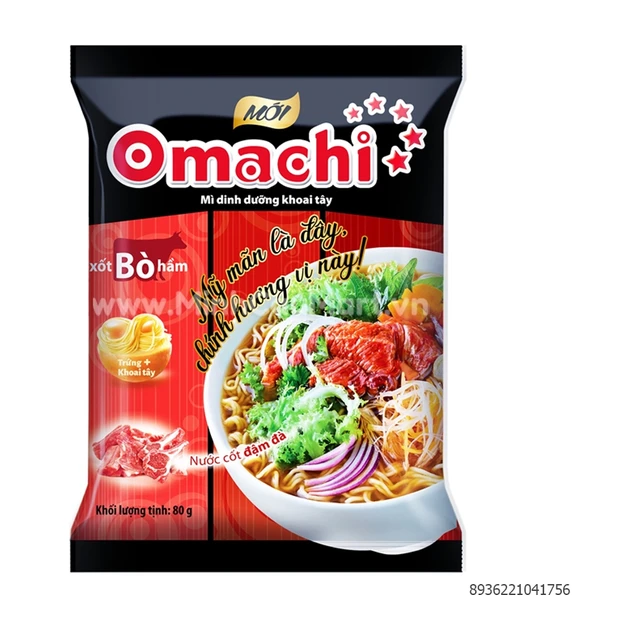 MỚI
Omachi
Mì dinh dưỡng khoai tây
Mỹ mãn là đây,
chính hương vị này!
xốt Bò hầm
Trứng +
Khoai tây
Nước cốt đậm đà
Khối lượng tịnh: 80 g
8936221041756